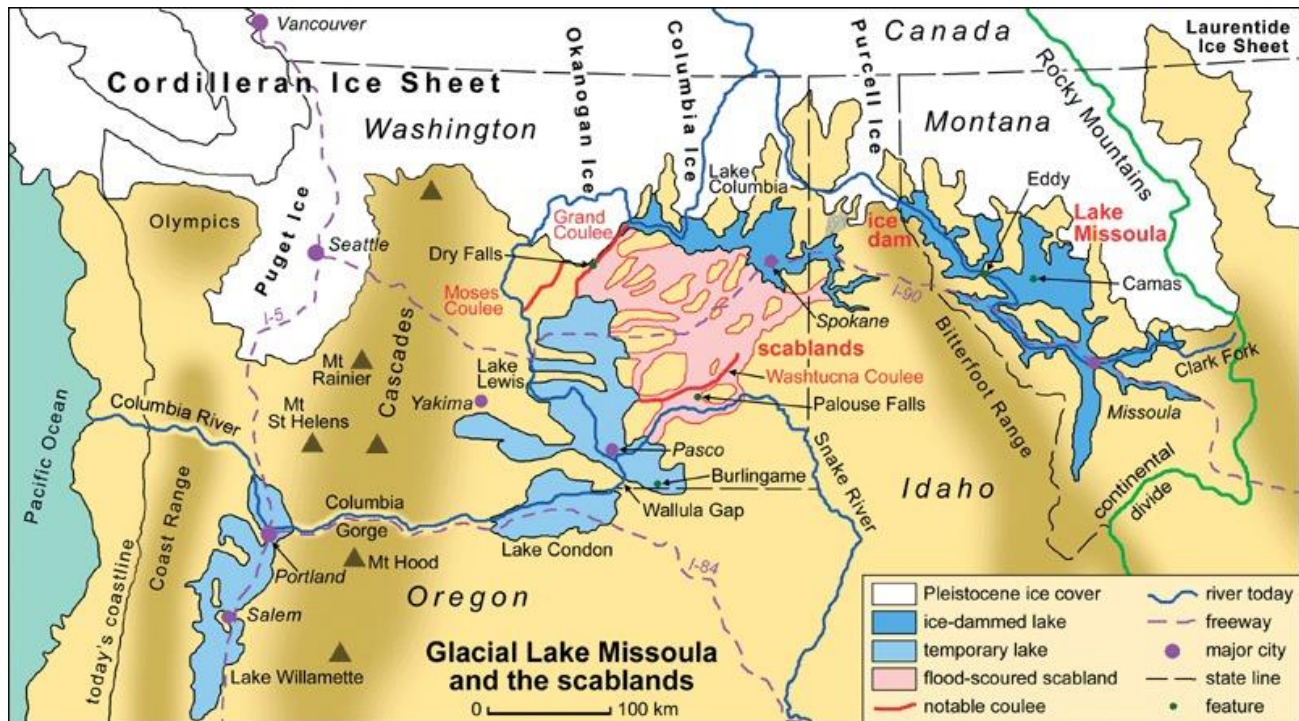 Vancouver
Cordilleran Ice Sheet
Washington
Okanogan Ice
Columbia Ice
Purcell Ice
Canada
Laurentide
Ice Sheet
Rocky Mountains
Montana
Olympics
Puget Ice
Seattle
Grand
Coulee
Dry Falls
Moses
Coulee
Lake
Columbia
ice
dam
Eddy
Lake
Missoula
Camas
I-5
I-90
Spokane
scablands
Washtucna Coulee
Palouse Falls
Clark Fork
Missoula
Bitterfoot Range
Mt
Rainier
Cascades
Lake
Lewis
Yakima
Columbia River
Mt
St Helens
Pacific Ocean
Pasco
Burlingame
Wallula Gap
Snake River
Idaho
continental
divide
Columbia
Gorge
Lake Condon
Mt Hood
Portland
Coast Range
today's coastline
Salem
Oregon
I-84
Lake Willamette
Glacial Lake Missoula
and the scablands
0 100 km
Pleistocene ice cover
ice-dammed lake
temporary lake
flood-scoured scabland
notable coulee
river today
freeway
major city
state line
feature